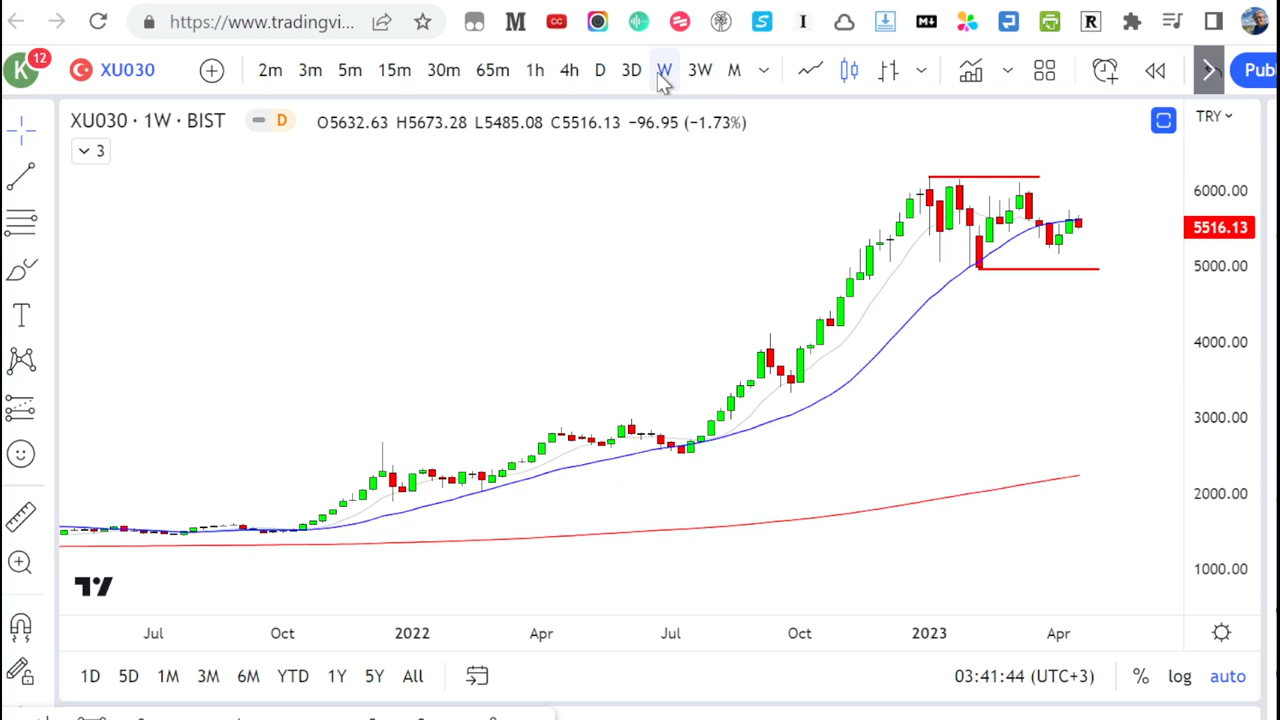 https://www.tradingvi...
K 12 XU030 2m 3m 5m 15m 30m 65m 1h 4h D 3D W 3W M Pub
XU030 · 1W · BIST D O5632.63 H5673.22 L5485.08 C5516.13 −96.95 (−1.73%) TRY
3
6000.00
5516.13
5000.00
4000.00
3000.00
2000.00
1000.00
Jul Oct 2022 Apr Jul Oct 2023 Apr
1D 5D 1M 3M 6M YTD 1Y 5Y All 03:41:44 (UTC+3) % log auto